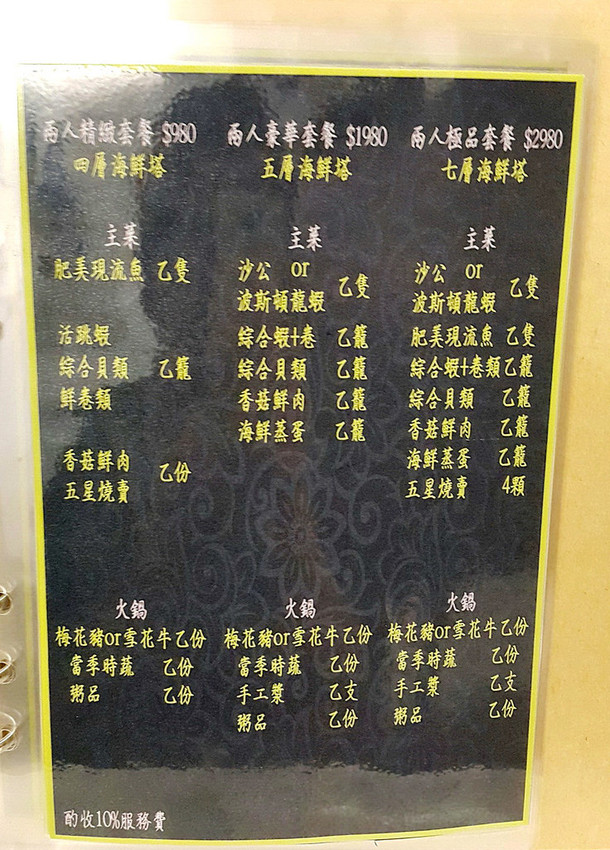 兩人精緻套餐 $980
四層海鮮塔
主菜
肥美現流魚 乙隻
活跳蝦
綜合貝類 乙籠
鮮卷類
香菇鮮肉
五星燒賣 乙份
火鍋
梅花豬or雪花牛乙份
當季時蔬 乙份
粥品 乙份
兩人豪華套餐 $1980
五層海鮮塔
主菜
沙公 or
波斯頓龍蝦 乙隻
綜合蝦+卷 乙籠
綜合貝類 乙籠
香菇鮮肉 乙籠
海鮮蒸蛋 乙籠
火鍋
梅花豬or雪花牛乙份
當季時蔬 乙份
手工漿 乙支
粥品 乙份
兩人極品套餐 $2980
七層海鮮塔
主菜
沙公 or
波斯頓龍蝦 乙隻
肥美現流魚 乙隻
綜合蝦+卷類乙籠
綜合貝類 乙籠
香菇鮮肉 乙籠
海鮮蒸蛋 乙籠
五星燒賣 4顆
火鍋
梅花豬or雪花牛乙份
當季時蔬 乙份
手工漿 乙支
粥品 乙份
酌收10%服務費